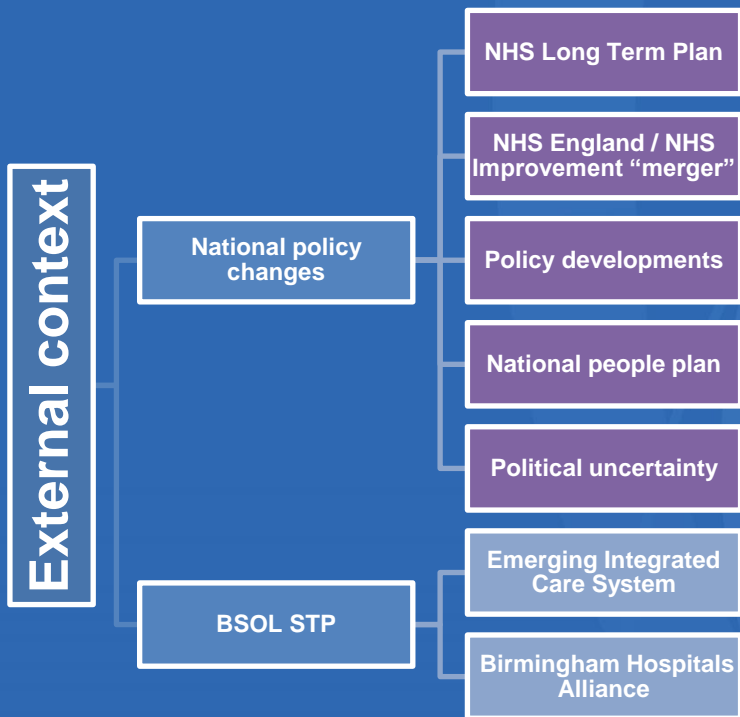 External context
National policy
changes
NHS Long Term Plan
NHS England / NHS
Improvement “merger”
Policy developments
National people plan
Political uncertainty
BSOL STP
Emerging Integrated
Care System
Birmingham Hospitals
Alliance